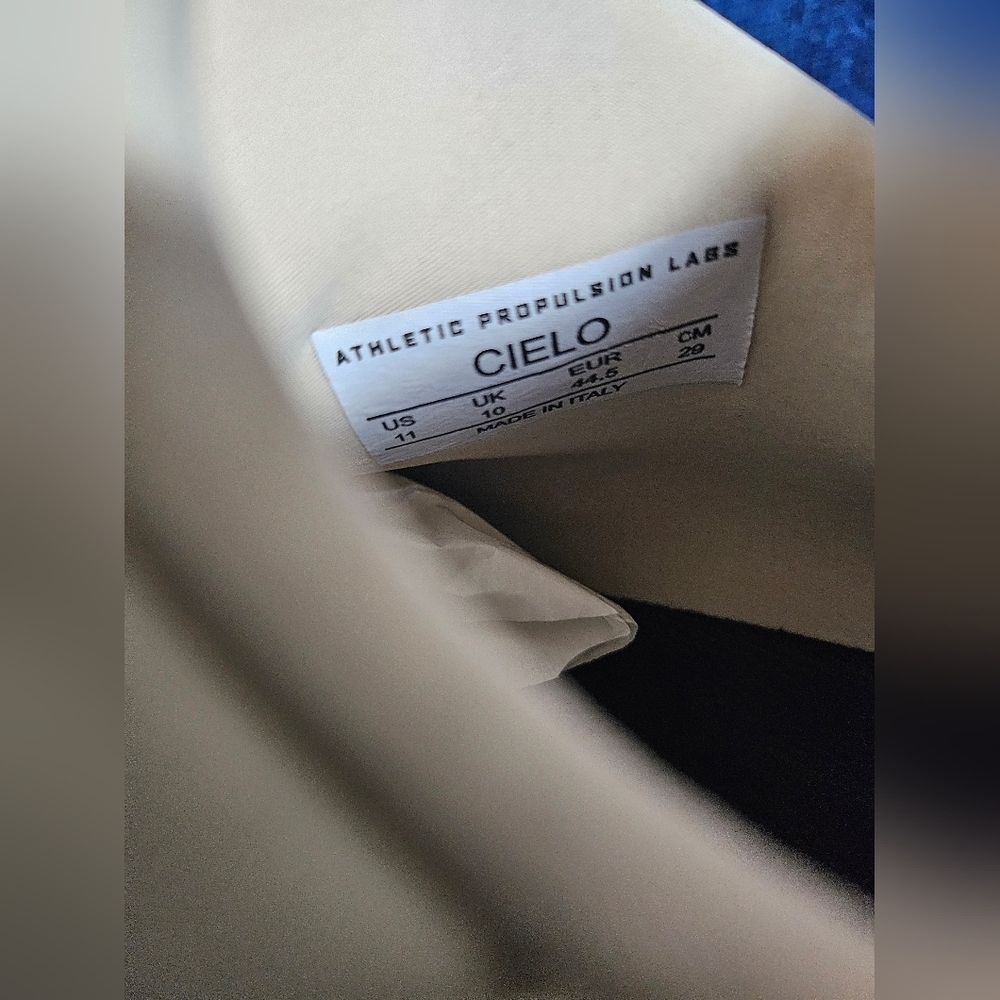 ATHLETIC PROPULSION LABS
CIELO
US UK EUR CM
11 10 44.5 29
MADE IN ITALY